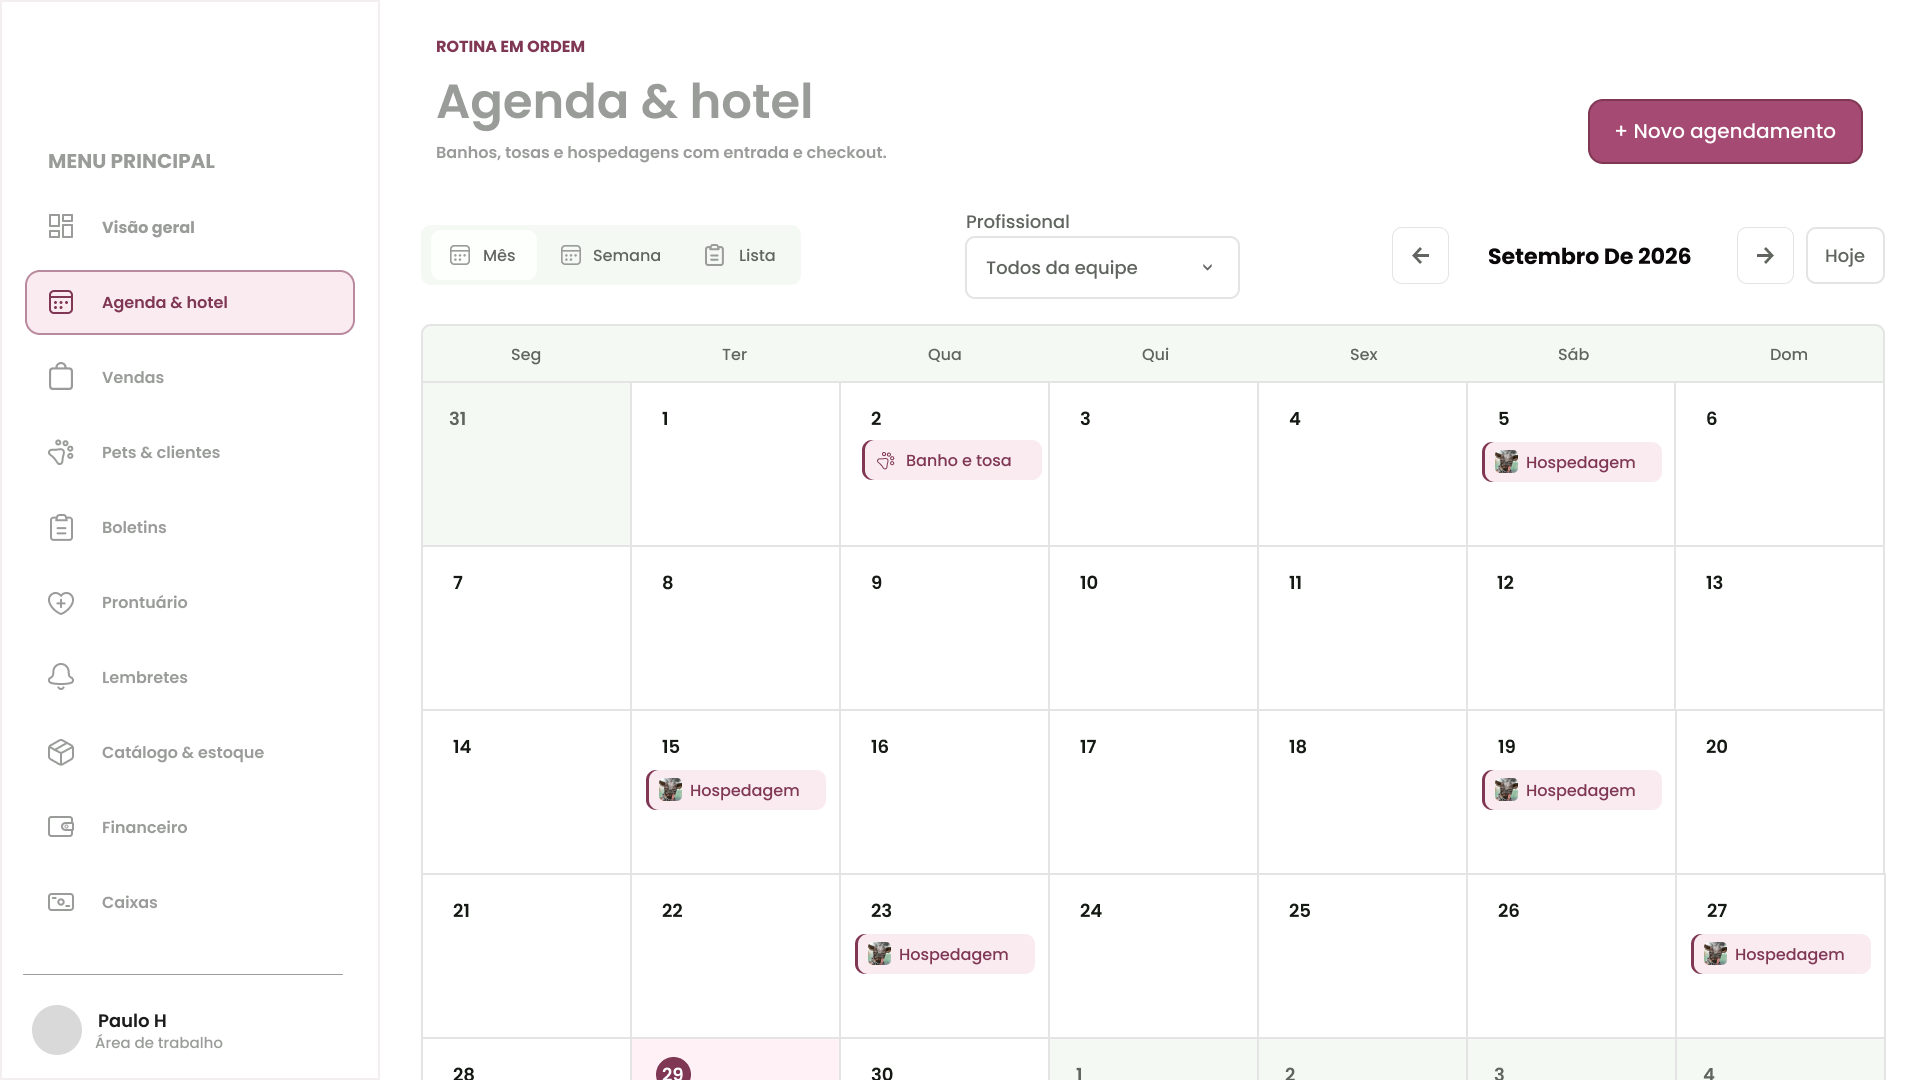 ROTINA EM ORDEM
Agenda & hotel
Banhos, tosas e hospedagens com entrada e checkout.
+ Novo agendamento
MENU PRINCIPAL
Visão geral
Agenda & hotel
Vendas
Pets & clientes
Boletins
Prontuário
Lembretes
Catálogo & estoque
Financeiro
Caixas
Paulo H
Área de trabalho
Mês Semana Lista
Profissional
Todos da equipe
Setembro De 2026
Hoje
Seg Ter Qua Qui Sex Sáb Dom
31 1 2 3 4 5 6
Banho e tosa Hospedagem
7 8 9 10 11 12 13
14 15 16 17 18 19 20
Hospedagem Hospedagem
21 22 23 24 25 26 27
Hospedagem Hospedagem
28 29 30 1 2 3 4